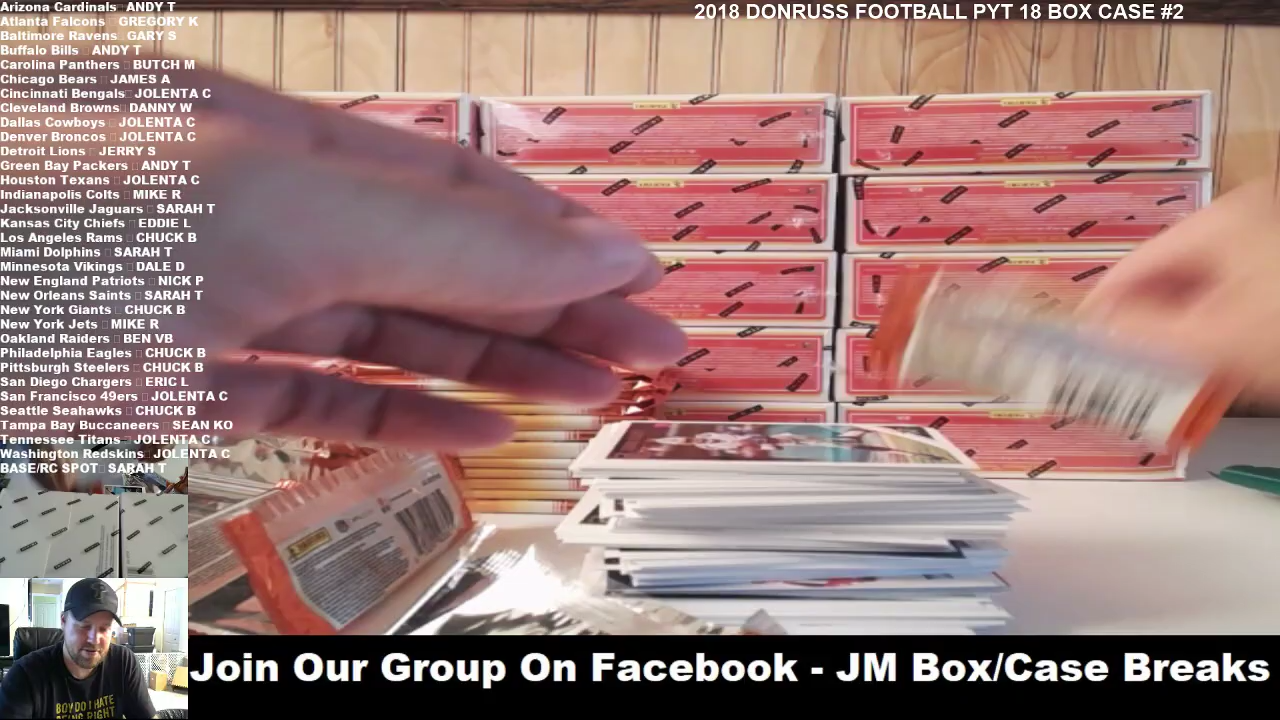 2018 DONRUSS FOOTBALL PYT 18 BOX CASE #2
Arizona Cardinals ANDY T
Atlanta Falcons GREGORY K
Baltimore Ravens GARY S
Buffalo Bills ANDY T
Carolina Panthers BUTCH M
Chicago Bears JAMES A
Cincinnati Bengals JOLENTA C
Cleveland Browns DANNY W
Dallas Cowboys JOLENTA C
Denver Broncos JOLENTA C
Detroit Lions JERRY S
Green Bay Packers ANDY T
Houston Texans JOLENTA C
Indianapolis Colts MIKE R
Jacksonville Jaguars SARAH T
Kansas City Chiefs EDDIE L
Los Angeles Rams CHUCK B
Miami Dolphins SARAH T
Minnesota Vikings DALE D
New England Patriots NICK P
New Orleans Saints SARAH T
New York Giants CHUCK B
New York Jets MIKE R
Oakland Raiders BEN VB
Philadelphia Eagles CHUCK B
Pittsburgh Steelers CHUCK B
San Diego Chargers ERIC L
San Francisco 49ers JOLENTA C
Seattle Seahawks CHUCK B
Tampa Bay Buccaneers SEAN KO
Tennessee Titans JOLENTA C
Washington Redskins JOLENTA C
BASE/RC SPOT SARAH T
BOY DO I HATE
BEING RIGHT
Join Our Group On Facebook - JM Box/Case Breaks